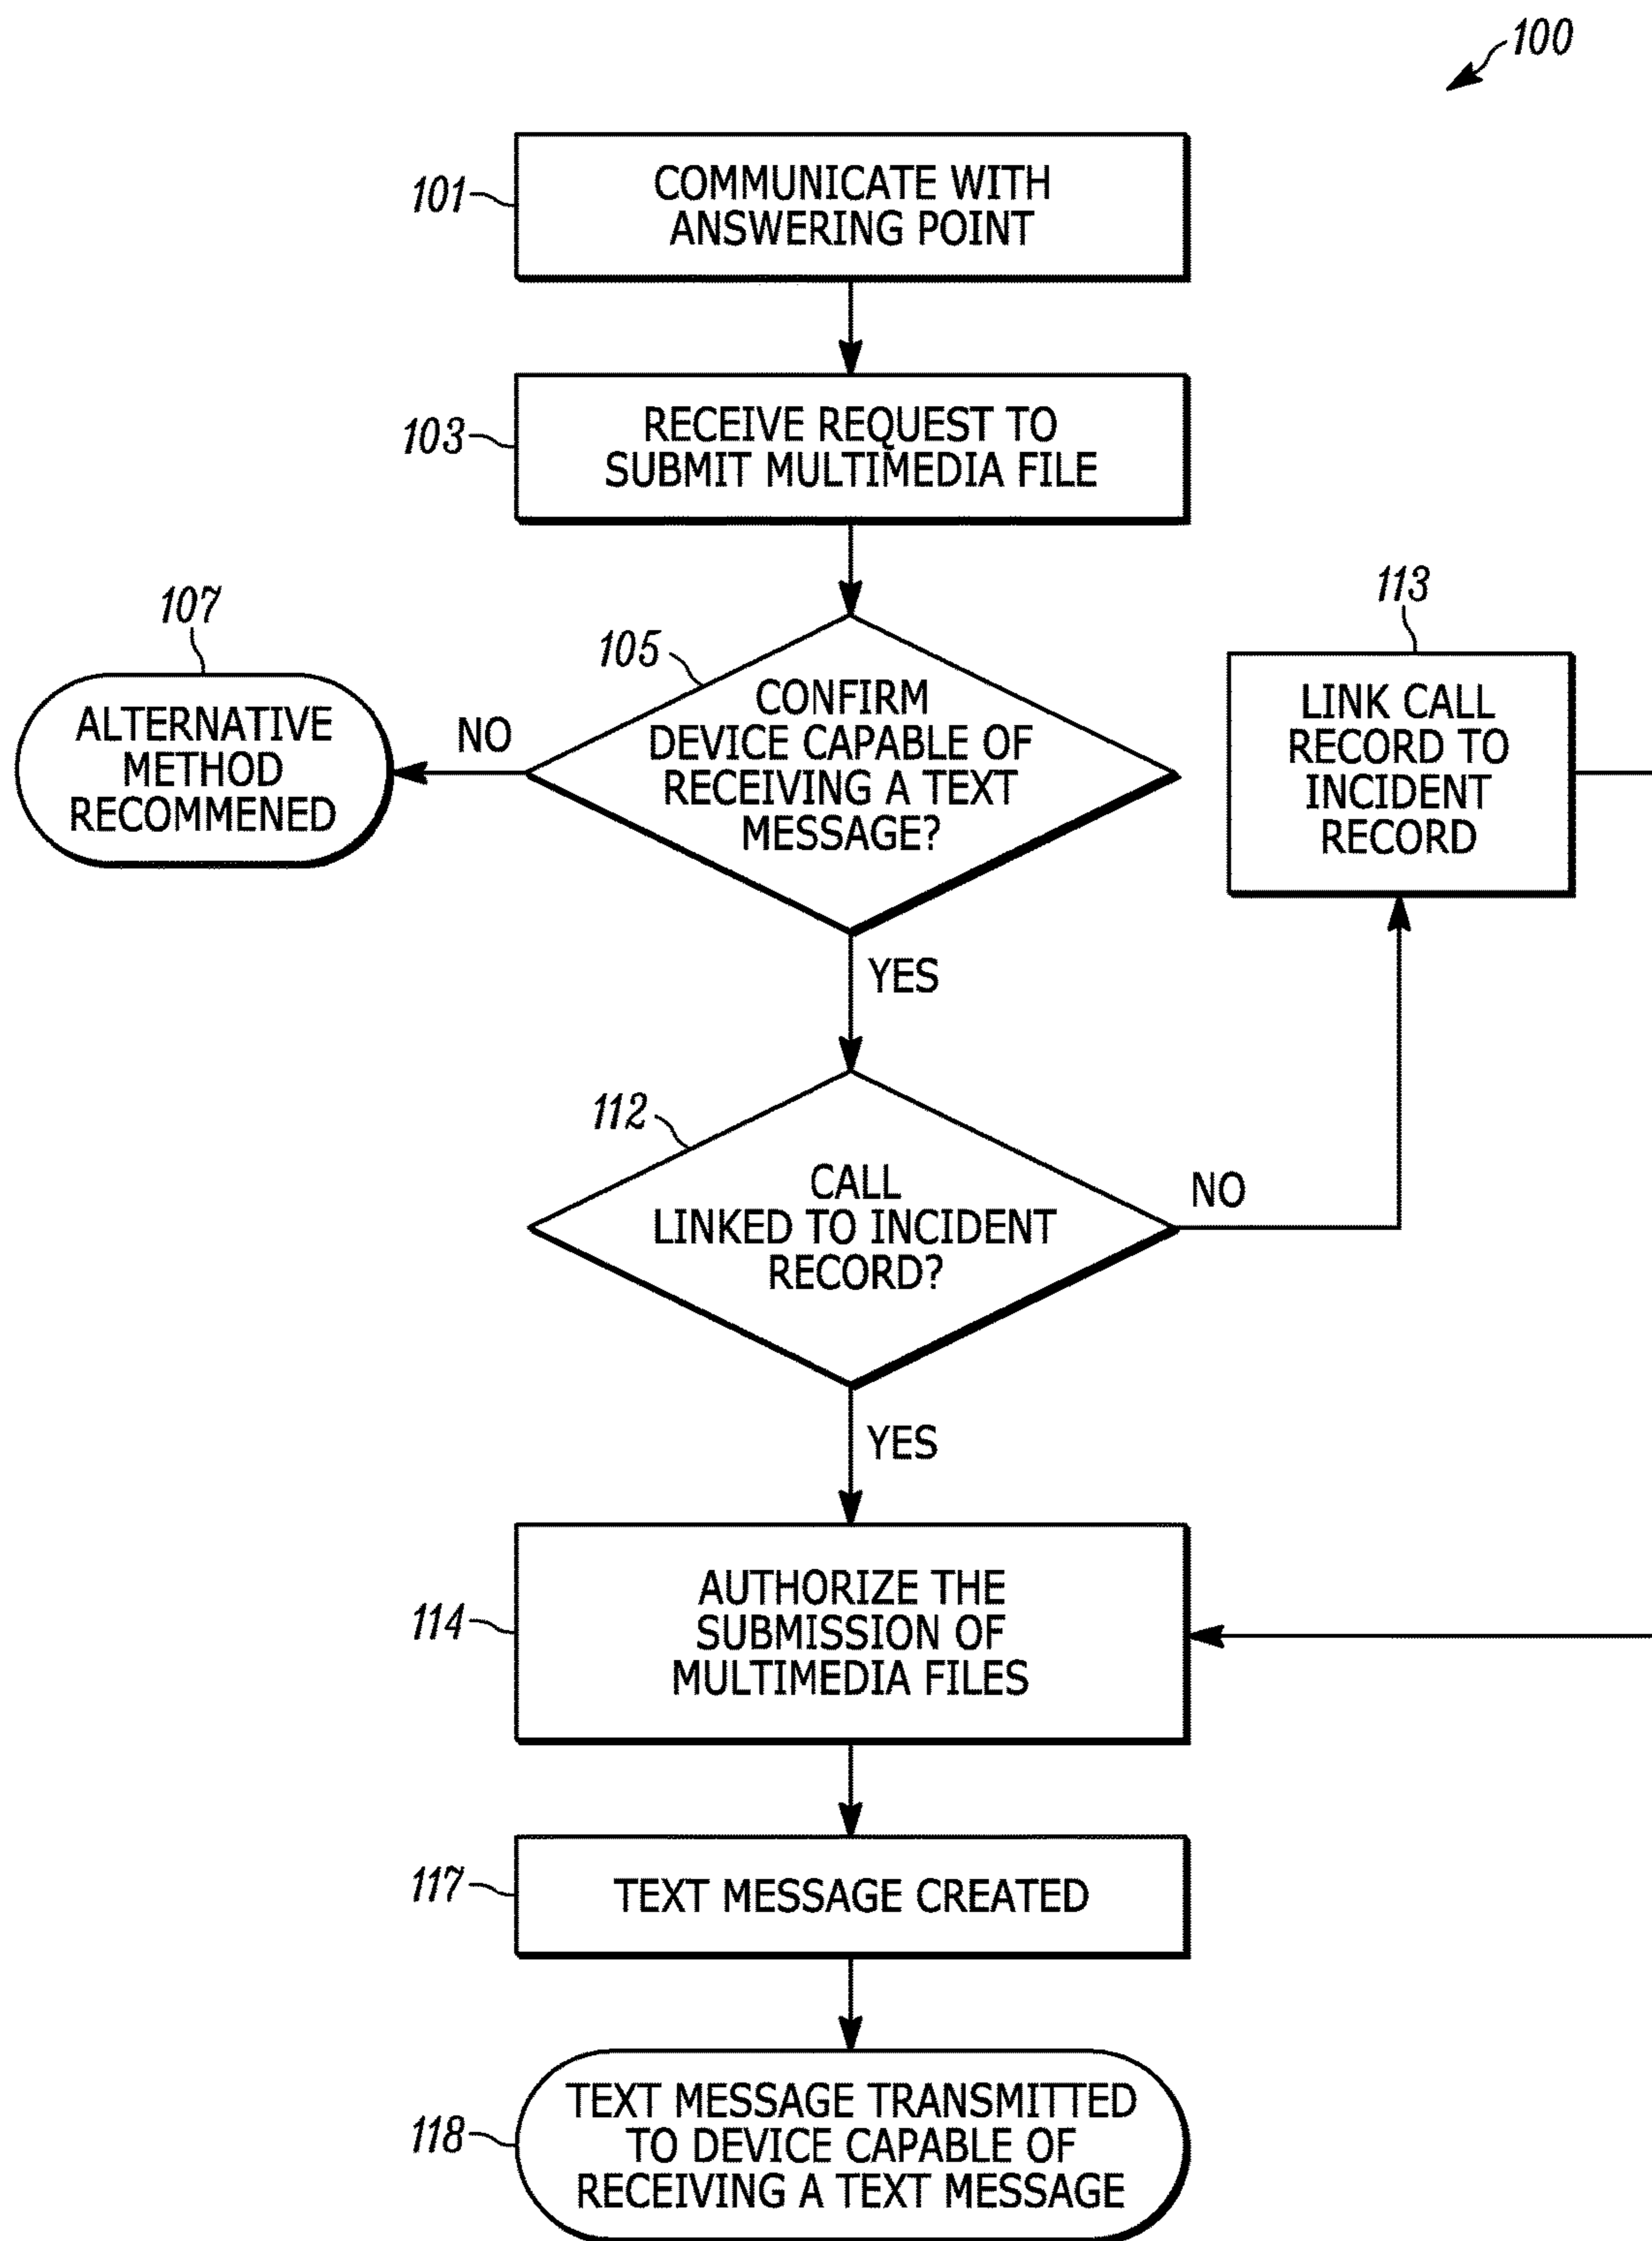 100
101
COMMUNICATE WITH
ANSWERING POINT
103
RECEIVE REQUEST TO
SUBMIT MULTIMEDIA FILE
107
ALTERNATIVE
METHOD
RECOMMENED
NO
105
CONFIRM
DEVICE CAPABLE OF
RECEIVING A TEXT
MESSAGE?
113
LINK CALL
RECORD TO
INCIDENT
RECORD
YES
112
CALL
LINKED TO INCIDENT
RECORD?
NO
YES
114
AUTHORIZE THE
SUBMISSION OF
MULTIMEDIA FILES
117
TEXT MESSAGE CREATED
118
TEXT MESSAGE TRANSMITTED
TO DEVICE CAPABLE OF
RECEIVING A TEXT MESSAGE